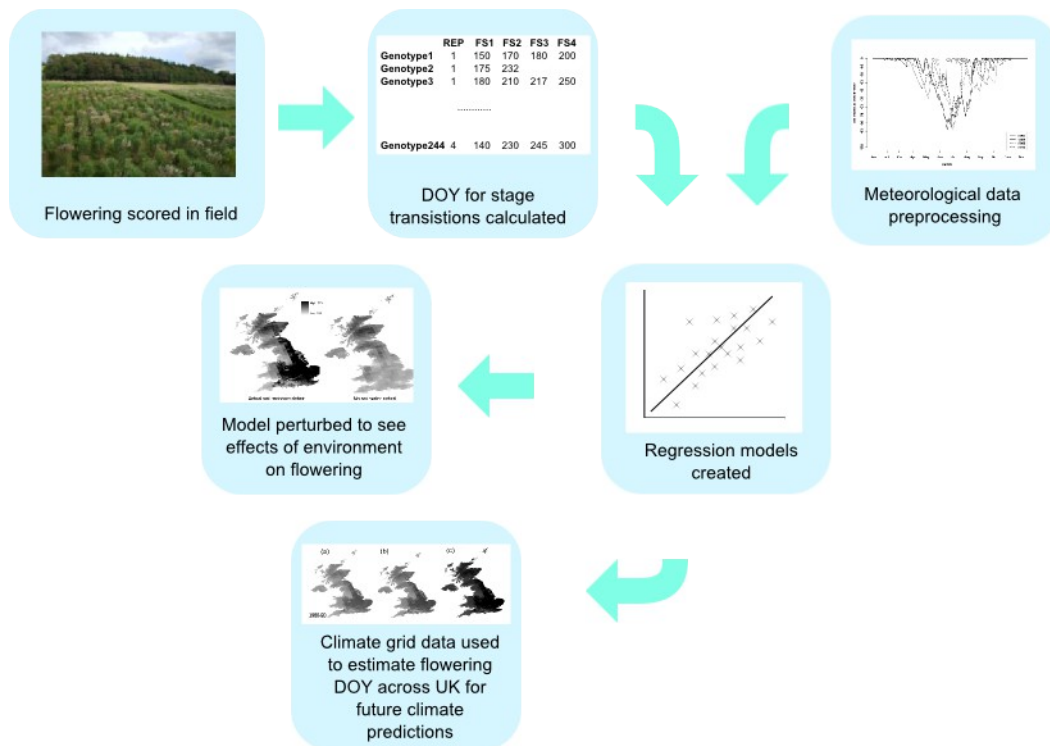 REP FS1 FS2 FS3 FS4
Genotype1 1 150 170 180 200
Genotype2 1 175 232
Genotype3 1 180 210 217 250
............
Genotype244 4 140 230 245 300
Flowering scored in field
DOY for stage
transistions calculated
Meteorological data
preprocessing
Model perturbed to see
effects of environment
on flowering
Regression models
created
(a) (b) (c)
Climate grid data used
to estimate flowering
DOY across UK for
future climate
predictions